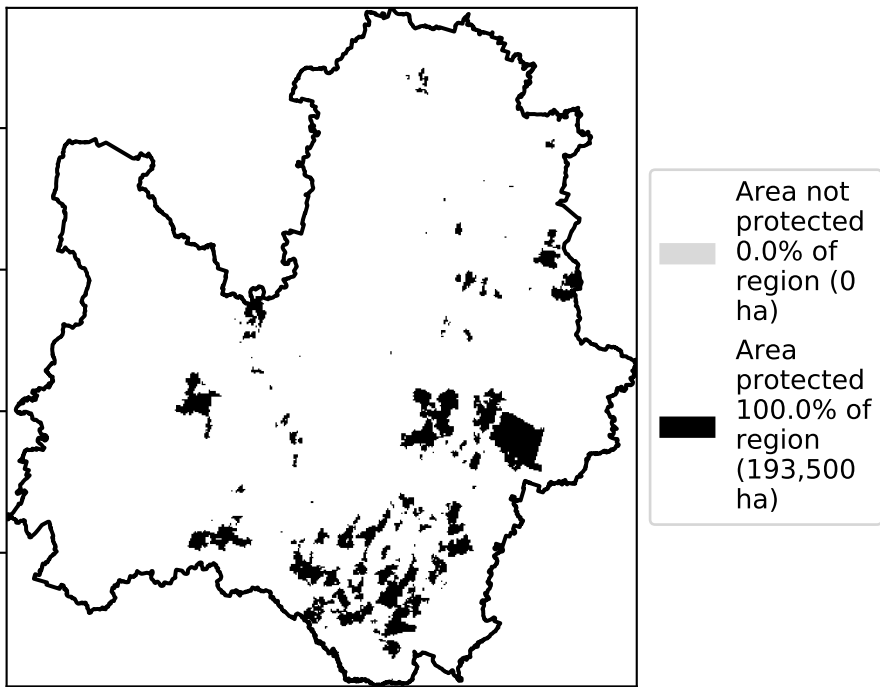 Area not
protected
0.0% of
region (0
ha)
Area
protected
100.0% of
region
(193,500
ha)